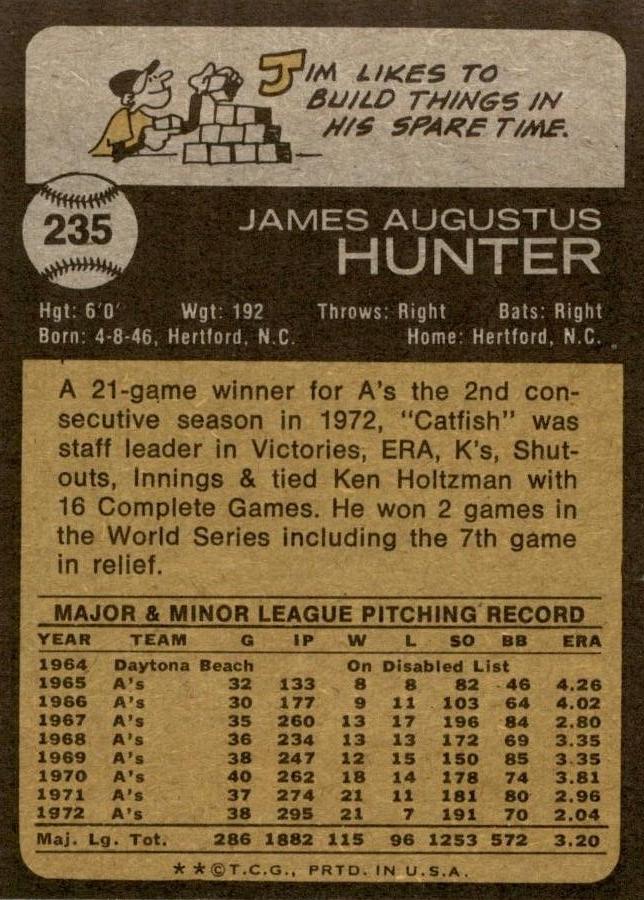 JIM LIKES TO
BUILD THINGS IN
HIS SPARE TIME.
235
JAMES AUGUSTUS
HUNTER
Hgt: 6'0' Wgt: 192 Throws: Right Bats: Right
Born: 4-8-46, Hertford, N.C. Home: Hertford, N.C.
A 21-game winner for A's the 2nd con-
secutive season in 1972, "Catfish" was
staff leader in Victories, ERA, K's, Shut-
outs, Innings & tied Ken Holtzman with
16 Complete Games. He won 2 games in
the World Series including the 7th game
in relief.
MAJOR & MINOR LEAGUE PITCHING RECORD
YEAR TEAM G IP W L SO BB ERA
1964 Daytona Beach On Disabled List
1965 A's 32 133 8 8 82 46 4.26
1966 A's 30 177 9 11 103 64 4.02
1967 A's 35 260 13 17 196 84 2.80
1968 A's 36 234 13 13 172 69 3.35
1969 A's 38 247 12 15 150 85 3.35
1970 A's 40 262 18 14 178 74 3.81
1971 A's 37 274 21 11 181 80 2.96
1972 A's 38 295 21 7 191 70 2.04
Maj. Lg. Tot. 286 1882 115 96 1253 572 3.20
**©T.C.G., PRTD. IN U.S.A.